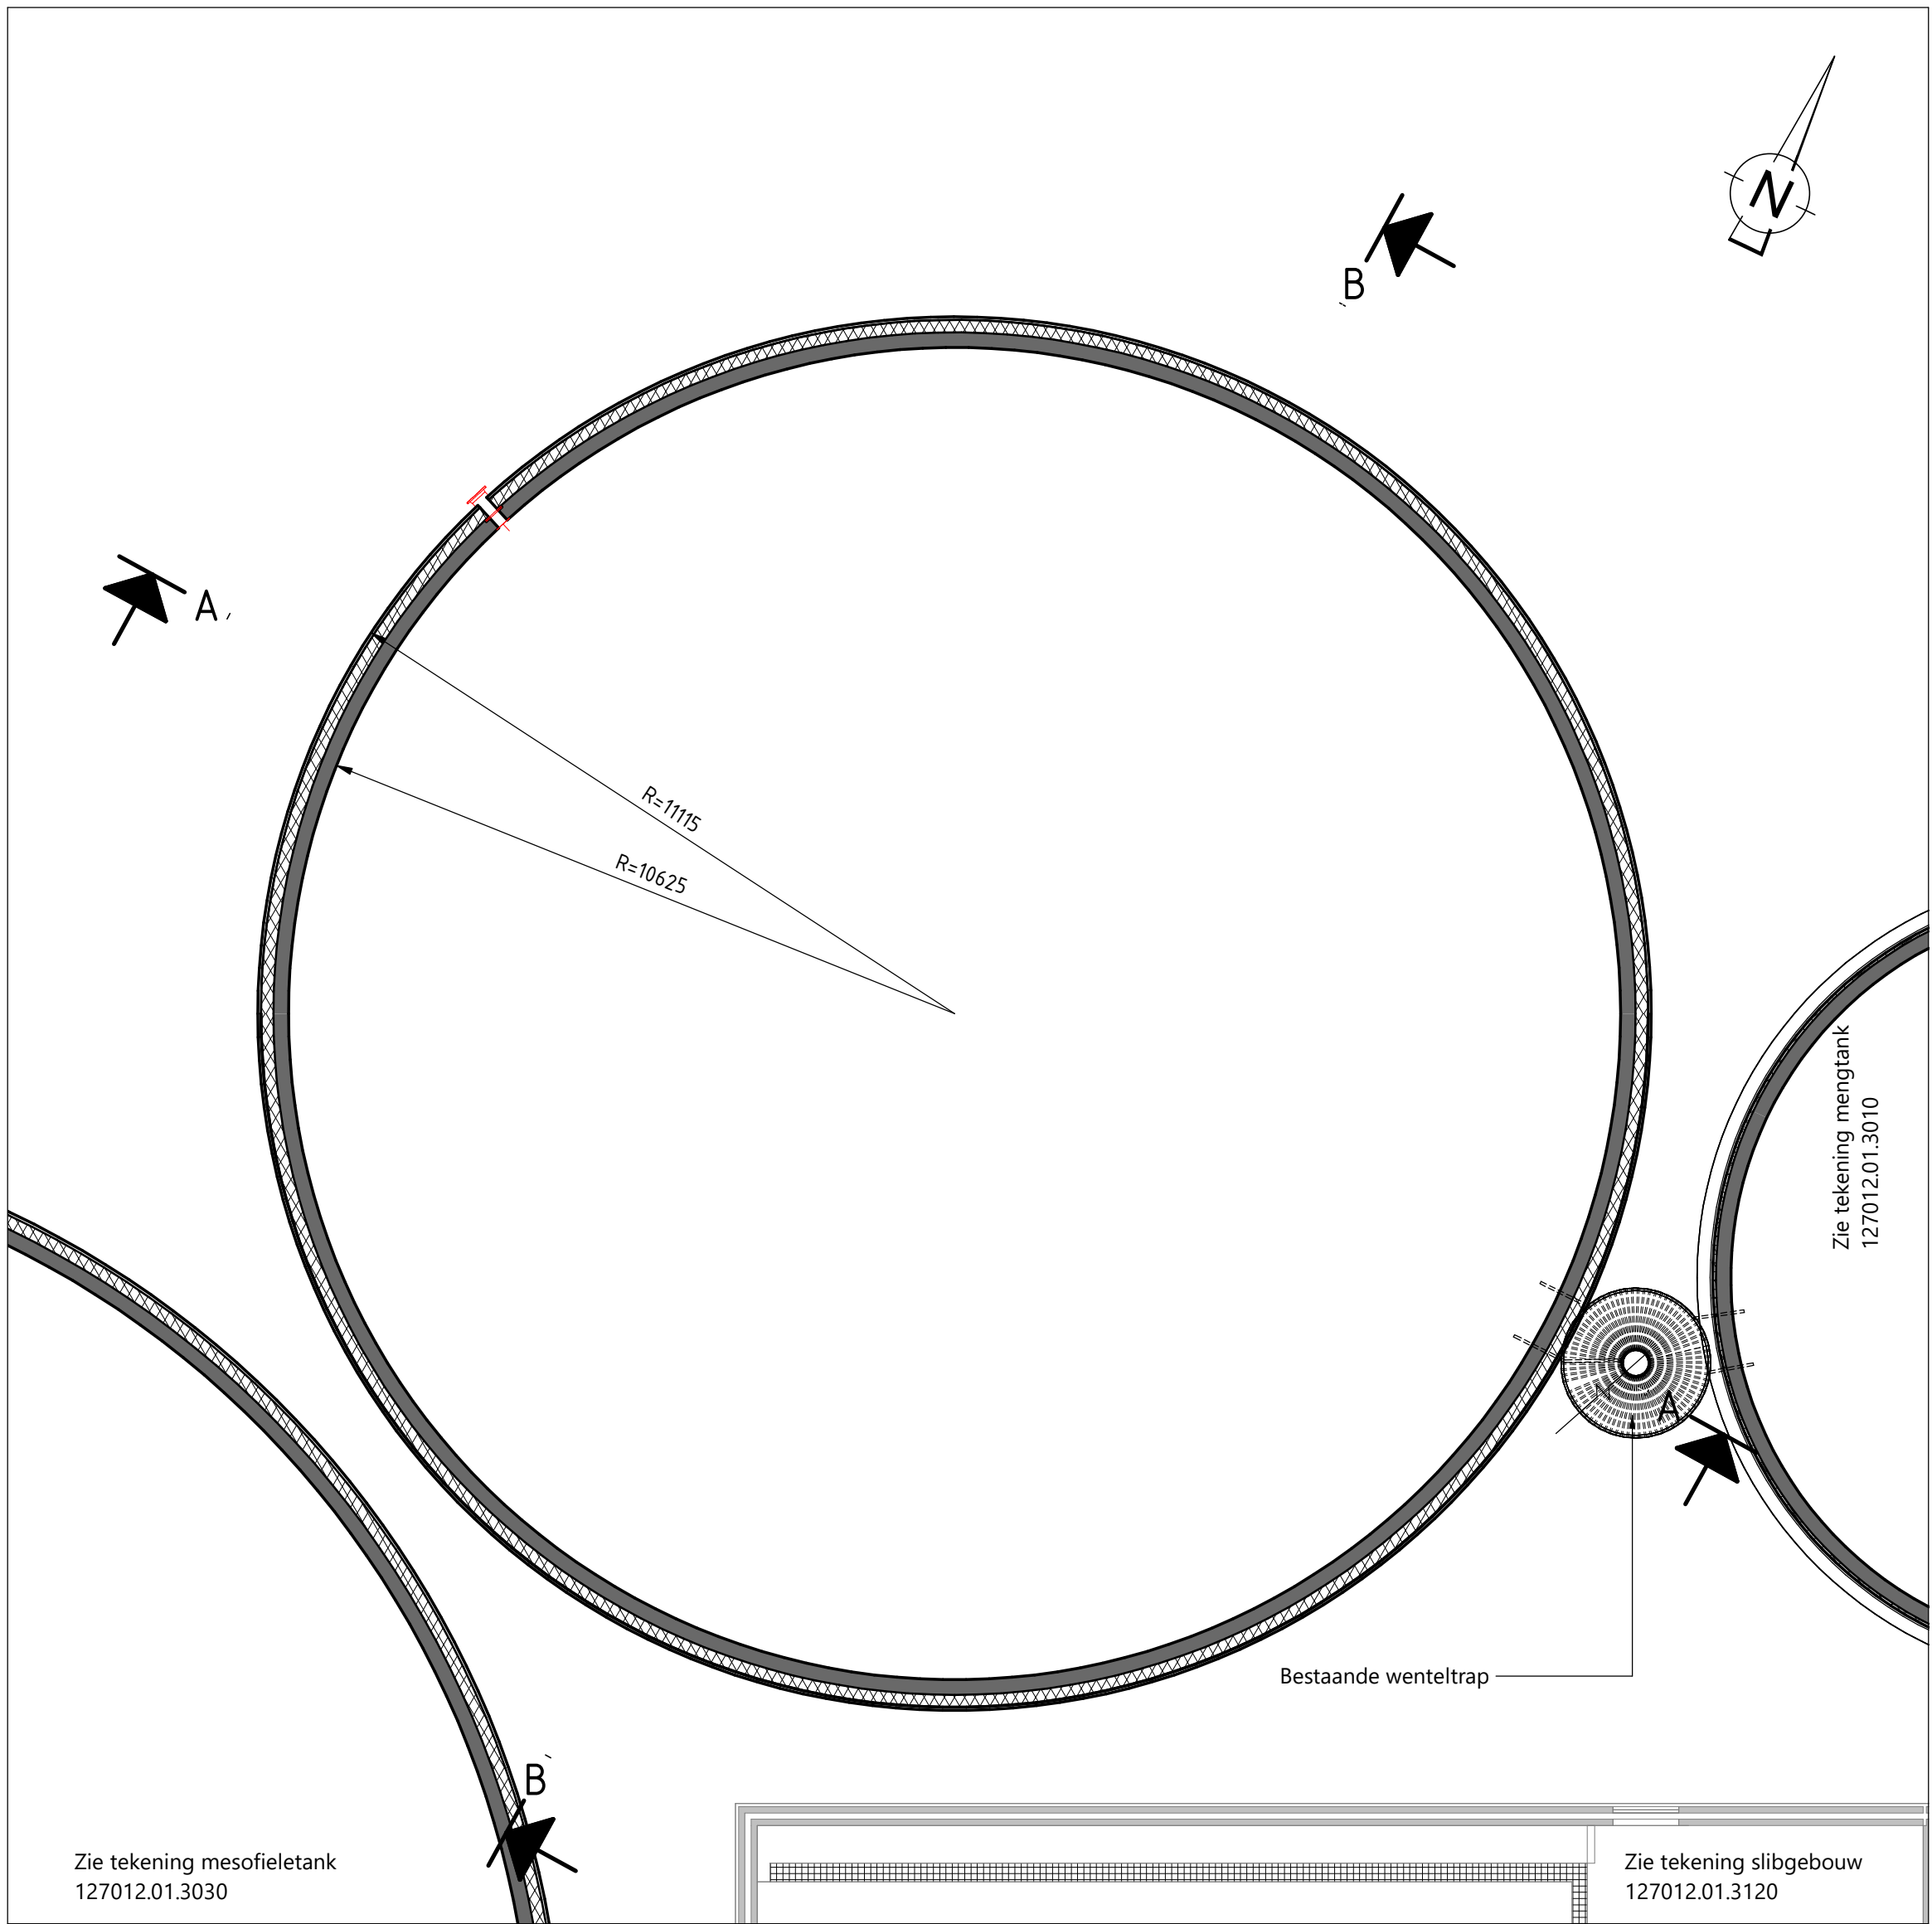 N
B
A
R=11115
R=10625
Zie tekening mengtank
127012.01.3010
A
Bestaande wenteltrap
B
Zie tekening mesofieletank
127012.01.3030
Zie tekening slibgebouw
127012.01.3120